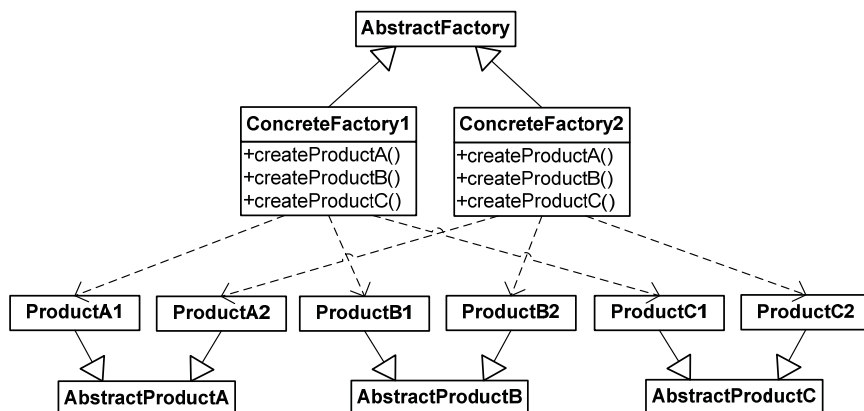 AbstractFactory
ConcreteFactory1
+createProductA()
+createProductB()
+createProductC()
ConcreteFactory2
+createProductA()
+createProductB()
+createProductC()
ProductA1
ProductA2
ProductB1
ProductB2
ProductC1
ProductC2
AbstractProductA
AbstractProductB
AbstractProductC